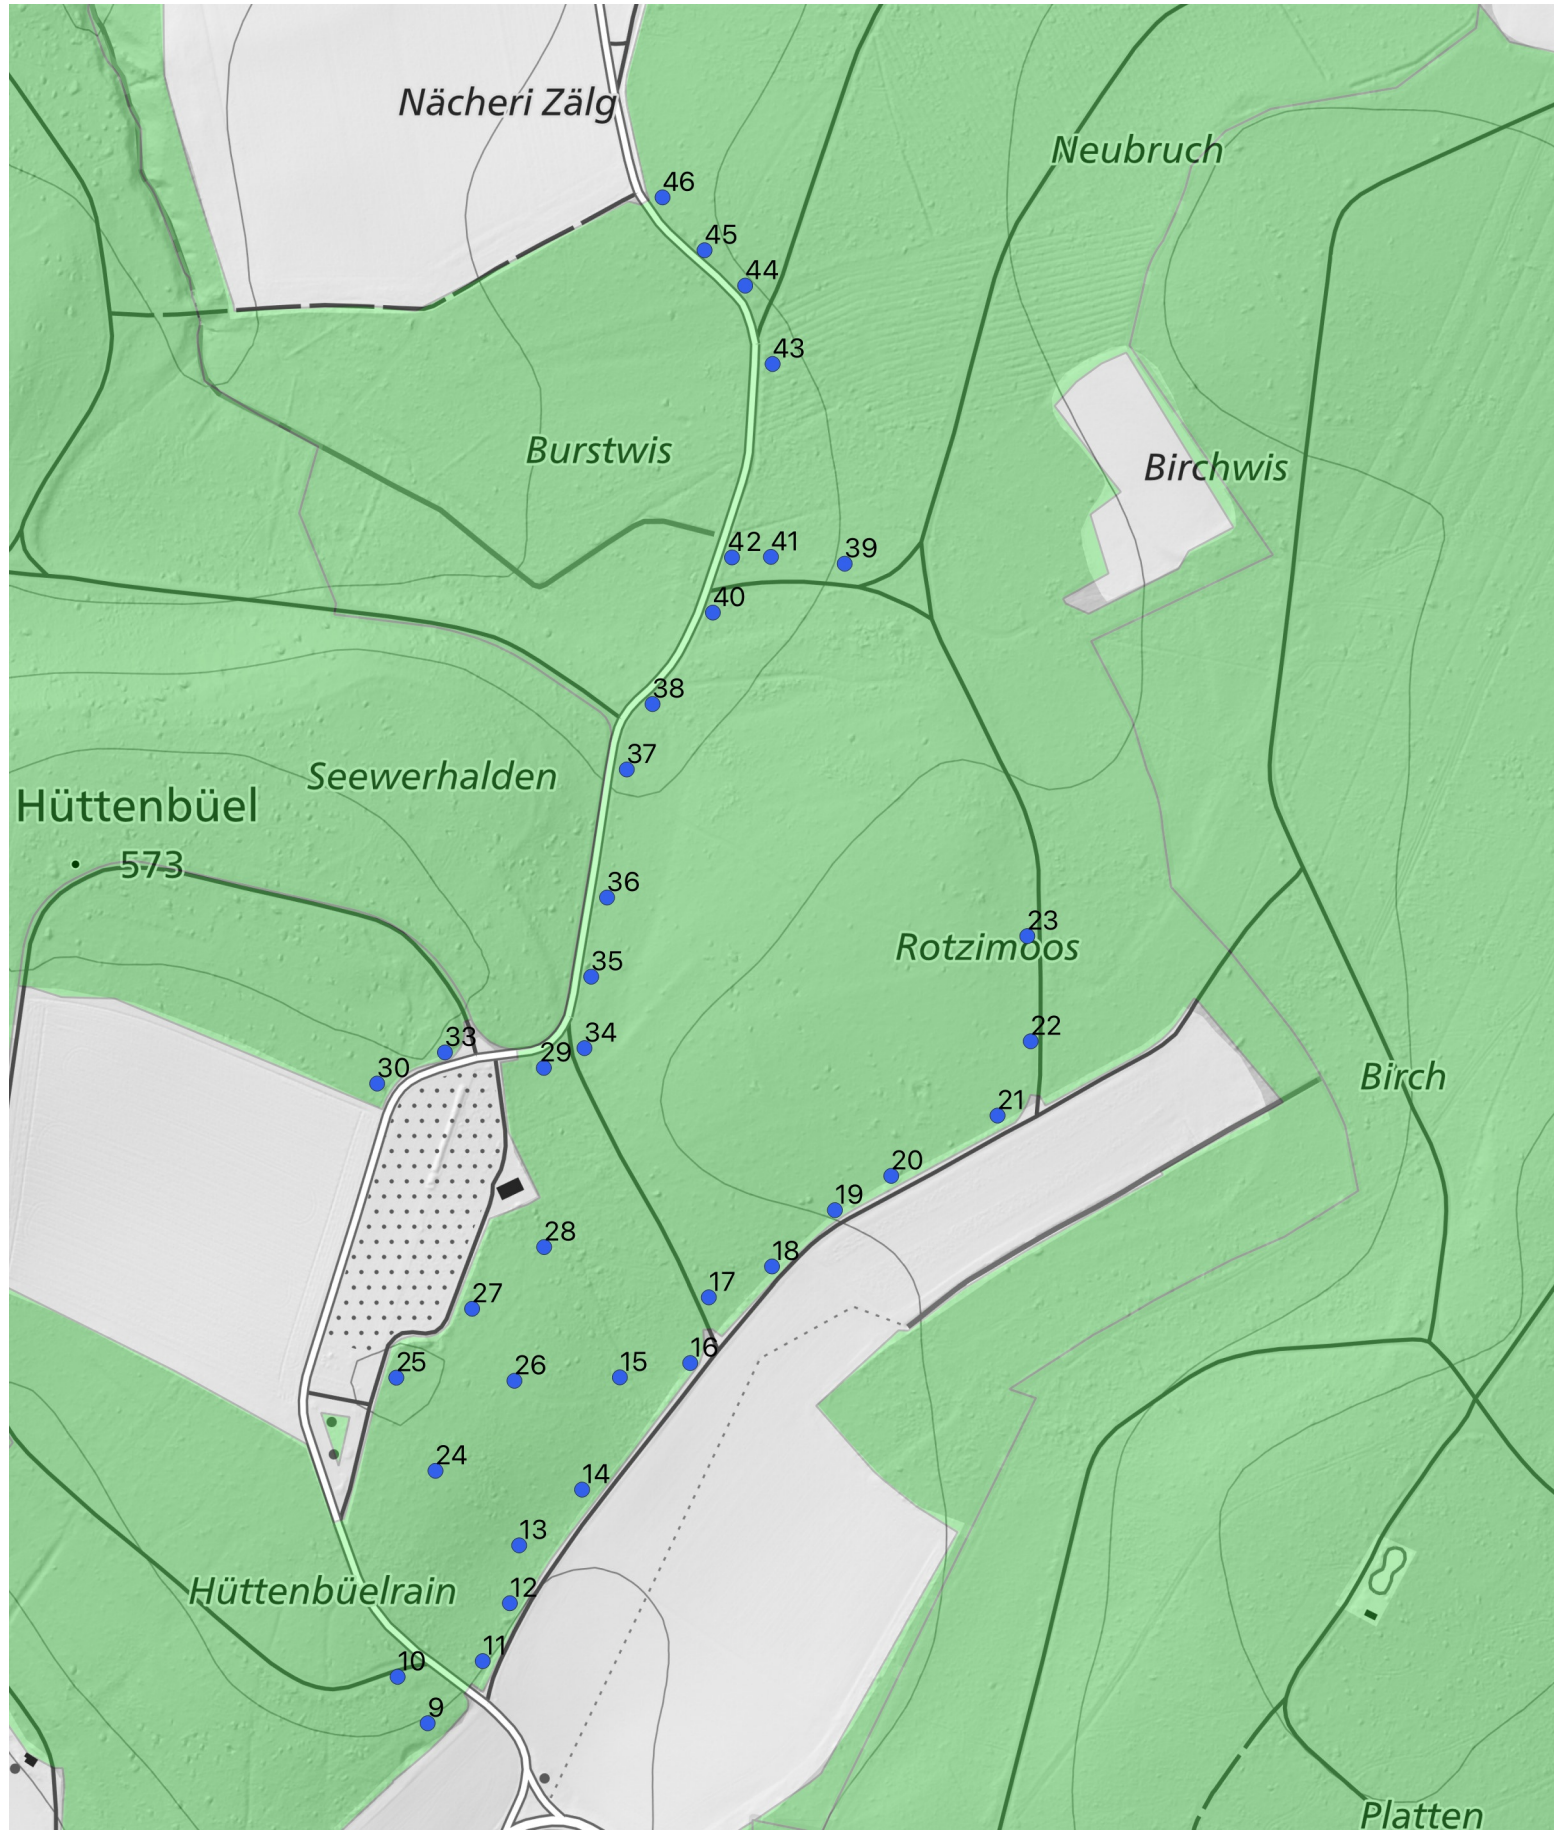 Nächeri Zälg
Neubruch
46
45
44
43
Burstwis
Birchwis
42 41 39
40
38
37
Seewerhalden
Hüttenbüel
573
36
23
Rotzimoos
35
22
33 34
29
30
Birch
21
20
19
28
18
17
27
16
25 26 15
24
14
13
12
Hüttenbüelrain
11
10
9
Platten